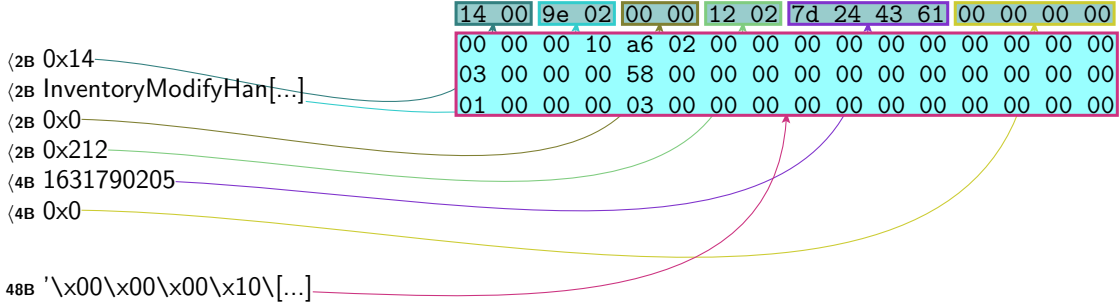 14 00 9e 02 00 00 12 02 7d 24 43 61 00 00 00 00
00 00 00 10 a6 02 00 00 00 00 00 00 00 00 00 00
03 00 00 00 58 00 00 00 00 00 00 00 00 00 00 00
01 00 00 00 03 00 00 00 00 00 00 00 00 00 00 00
⟨2B 0x14
⟨2B InventoryModifyHan[...]
⟨2B 0x0
⟨2B 0x212
⟨4B 1631790205
⟨4B 0x0
48B '\x00\x00\x00\x10\[...]